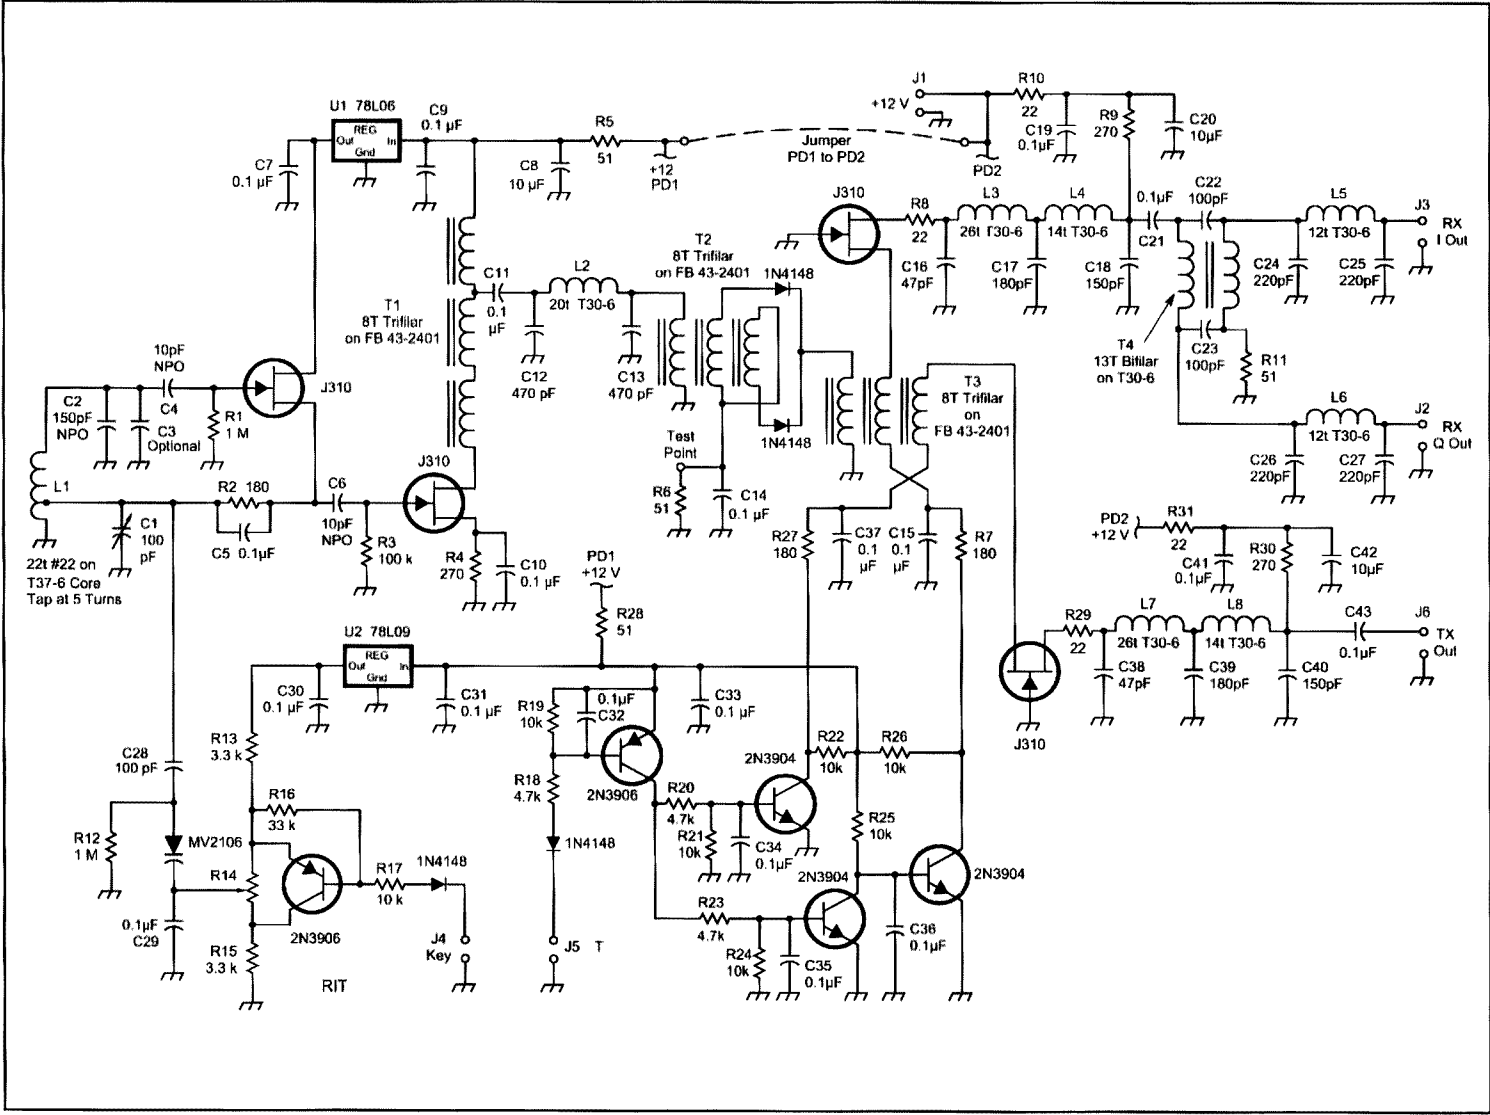 U1 78L06
REG
Out
In
Gnd
C9
0.1 µF
C7
0.1 µF
C8
10 µF
R5
51
+12
PD1
Jumper
PD1 to PD2
J1
+12 V
R10
22
C19
0.1µF
R9
270
C20
10µF
PD2
J310
R8
22
L3
26t T30-6
L4
14t T30-6
0.1µF
C21
C22
100pF
L5
12t T30-6
J3
RX
I Out
C16
47pF
C17
180pF
C18
150pF
C24
220pF
C25
220pF
T4
13T Bifilar
on T30-6
C23
100pF
R11
51
L6
12t T30-6
J2
RX
Q Out
C26
220pF
C27
220pF
T1
8T Trifilar
on FB 43-2401
C11
0.1
µF
L2
20t T30-6
C12
470 pF
C13
470 pF
T2
8T Trifilar
on FB 43-2401
1N4148
1N4148
T3
8T Trifilar
on
FB 43-2401
Test
Point
R6
51
C14
0.1 µF
10pF
NPO
C4
C2
150pF
NPO
C3
Optional
R1
1 M
J310
L1
22t #22 on
T37-6 Core
Tap at 5 Turns
C1
100
pF
R2 180
C5 0.1µF
C6
10pF
NPO
R3
100 k
J310
R4
270
C10
0.1 µF
R27
180
C37
0.1
µF
C15
0.1
µF
R7
180
PD2
+12 V
R31
22
C41
0.1µF
R30
270
C42
10µF
R29
22
L7
26t T30-6
L8
14t T30-6
C43
0.1µF
J6
TX
Out
C38
47pF
C39
180pF
C40
150pF
J310
PD1
+12 V
R28
51
U2 78L09
REG
Out
In
Gnd
C30
0.1 µF
C31
0.1 µF
R19
10k
0.1µF
C32
C33
0.1 µF
R18
4.7k
2N3906
1N4148
J5 T
R20
4.7k
R21
10k
C34
0.1µF
2N3904
R22
10k
R26
10k
R25
10k
2N3904
2N3904
R23
4.7k
R24
10k
C35
0.1µF
C36
0.1µF
C28
100 pF
R12
1 M
MV2106
0.1µF
C29
R13
3.3 k
R16
33 k
R14
R15
3.3 k
2N3906
R17
10 k
1N4148
J4
Key
RIT